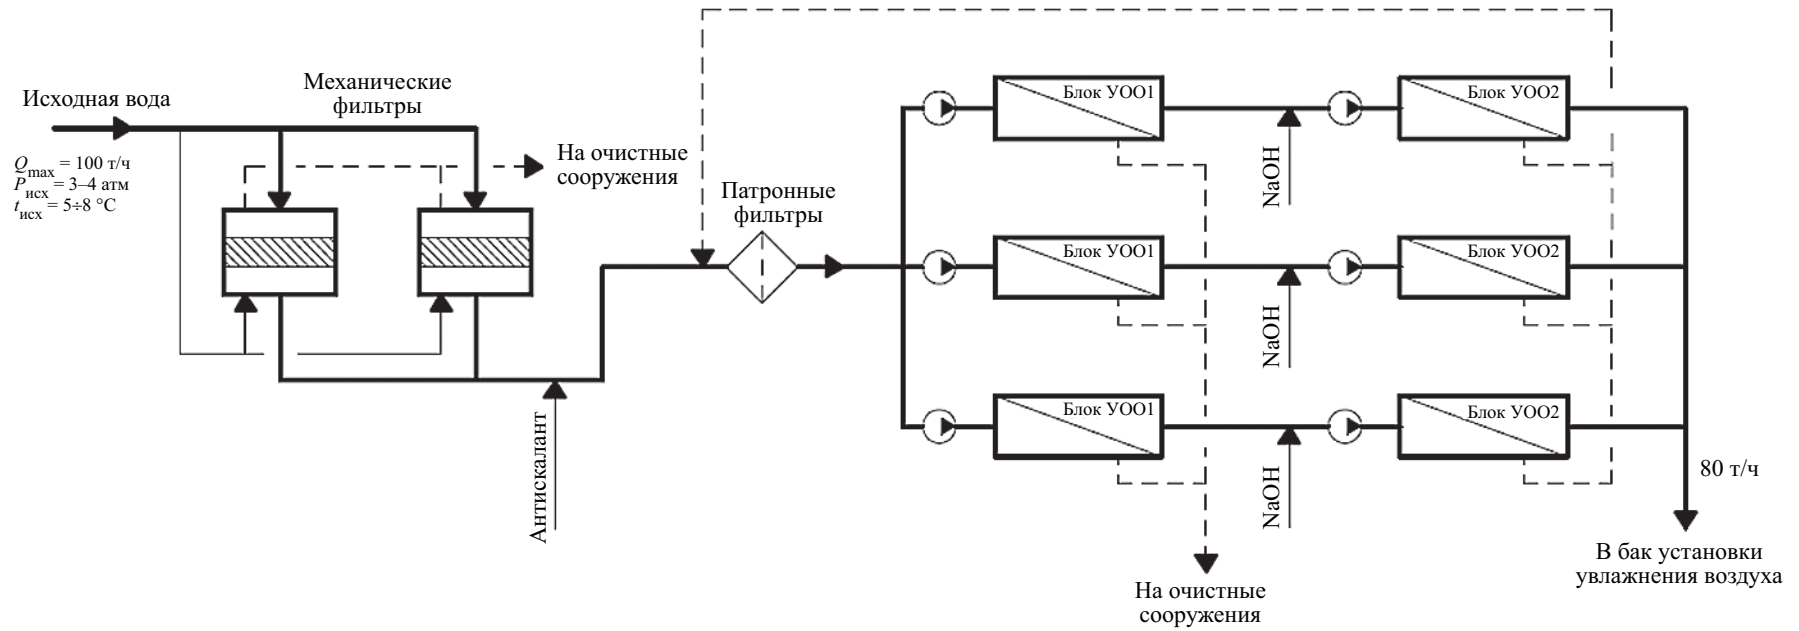 Исходная вода
Q max = 100 т/ч
P исх = 3–4 атм
t исх = 5÷8 °C
Механические
фильтры
На очистные
сооружения
Антискалант
Патронные
фильтры
Блок УОО1
NaOH
Блок УОО2
Блок УОО1
NaOH
Блок УОО2
Блок УОО1
NaOH
Блок УОО2
80 т/ч
На очистные
сооружения
В бак установки
увлажнения воздуха